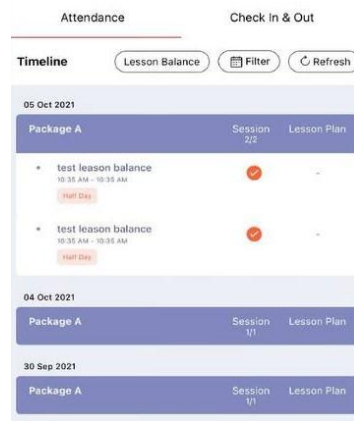 Attendance Check In & Out
Timeline Lesson Balance Filter Refresh
05 Oct 2021
Package A Session Lesson Plan
2/2
test leason balance -
10:35 AM - 10:35 AM
Half Day
test leason balance -
10:35 AM - 10:35 AM
Half Day
04 Oct 2021
Package A Session Lesson Plan
1/1
30 Sep 2021
Package A Session Lesson Plan
1/1